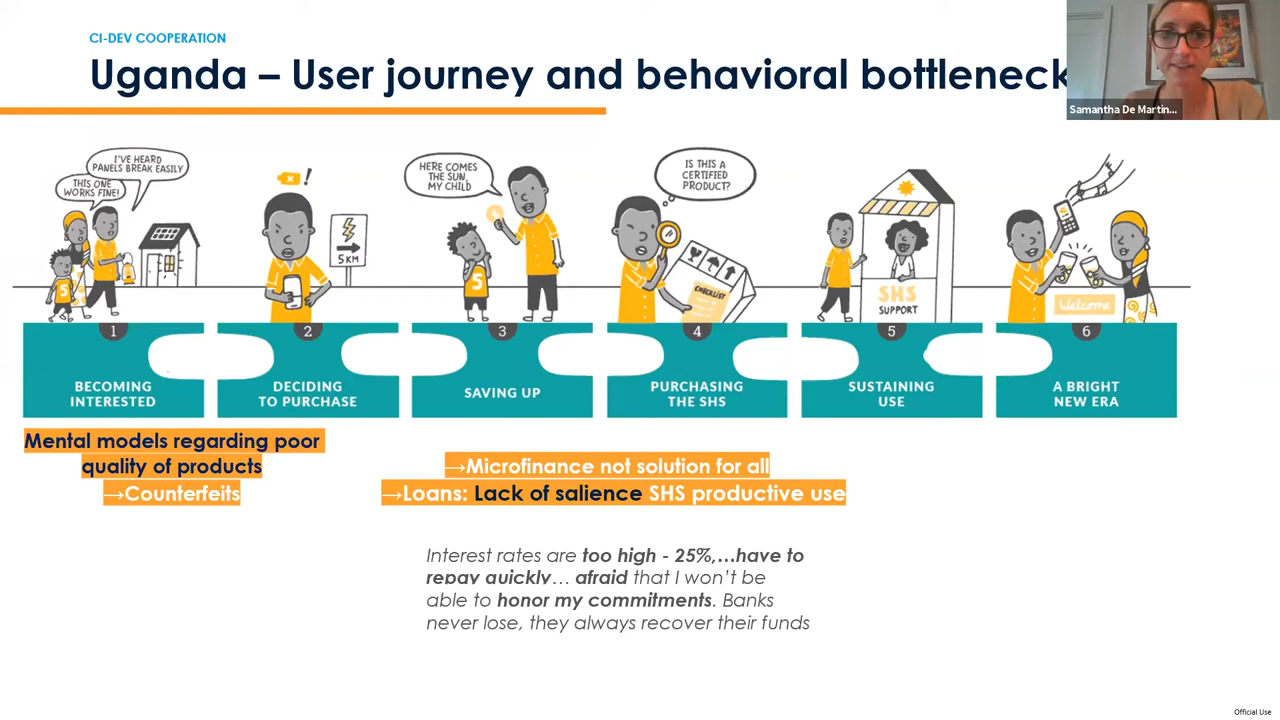 CI-DEV COOPERATION
Uganda – User journey and behavioral bottleneck
Samantha De Martin...
I'VE HEARD
PANELS BREAK EASILY
THIS ONE
WORKS FINE!
!
5 KM
HERE COMES
THE SUN,
MY CHILD
IS THIS A
CERTIFIED
PRODUCT?
5
5
CHECKLIST
SHS
SUPPORT
Welcome
1
BECOMING
INTERESTED
2
DECIDING
TO PURCHASE
3
SAVING UP
4
PURCHASING
THE SHS
5
SUSTAINING
USE
6
A BRIGHT
NEW ERA
Mental models regarding poor
quality of products
→Counterfeits
→Microfinance not solution for all
→Loans: Lack of salience SHS productive use
Interest rates are too high - 25%,...have to
repay quickly... afraid that I won't be
able to honor my commitments. Banks
never lose, they always recover their funds
Official Use